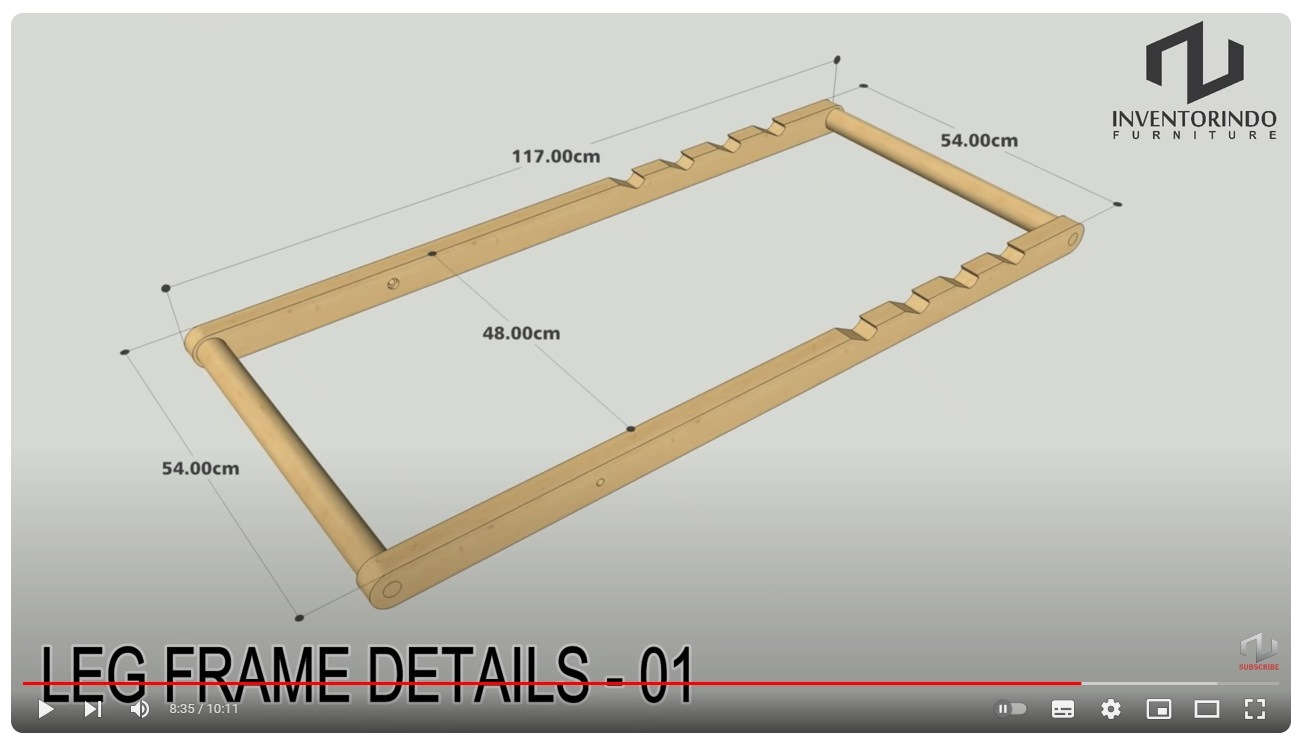 INVENTORINDO
FURNITURE
117.00cm
54.00cm
48.00cm
54.00cm
LEG FRAME DETAILS - 01
SUBSCRIBE
8:35 / 10:11